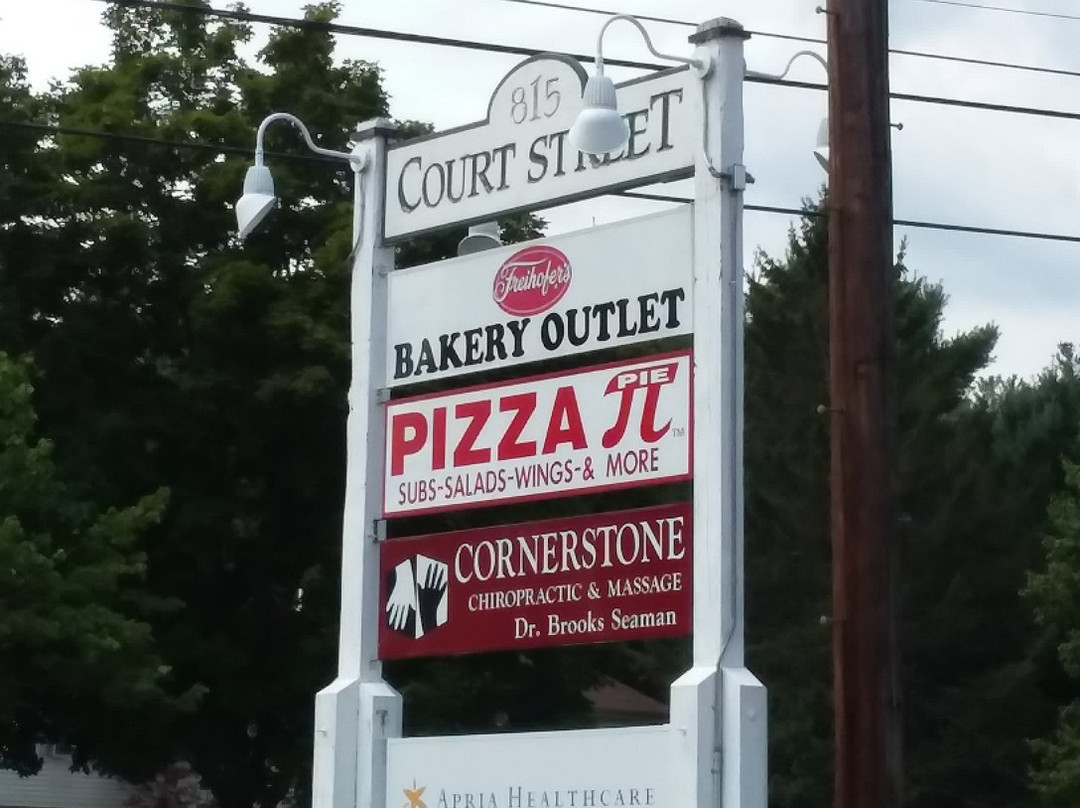 815
COURT STREET
Freihofer's
BAKERY OUTLET
PIZZA π PIE ™
SUBS-SALADS-WINGS-& MORE
CORNERSTONE
CHIROPRACTIC & MASSAGE
Dr. Brooks Seaman
APRIA HEALTHCARE